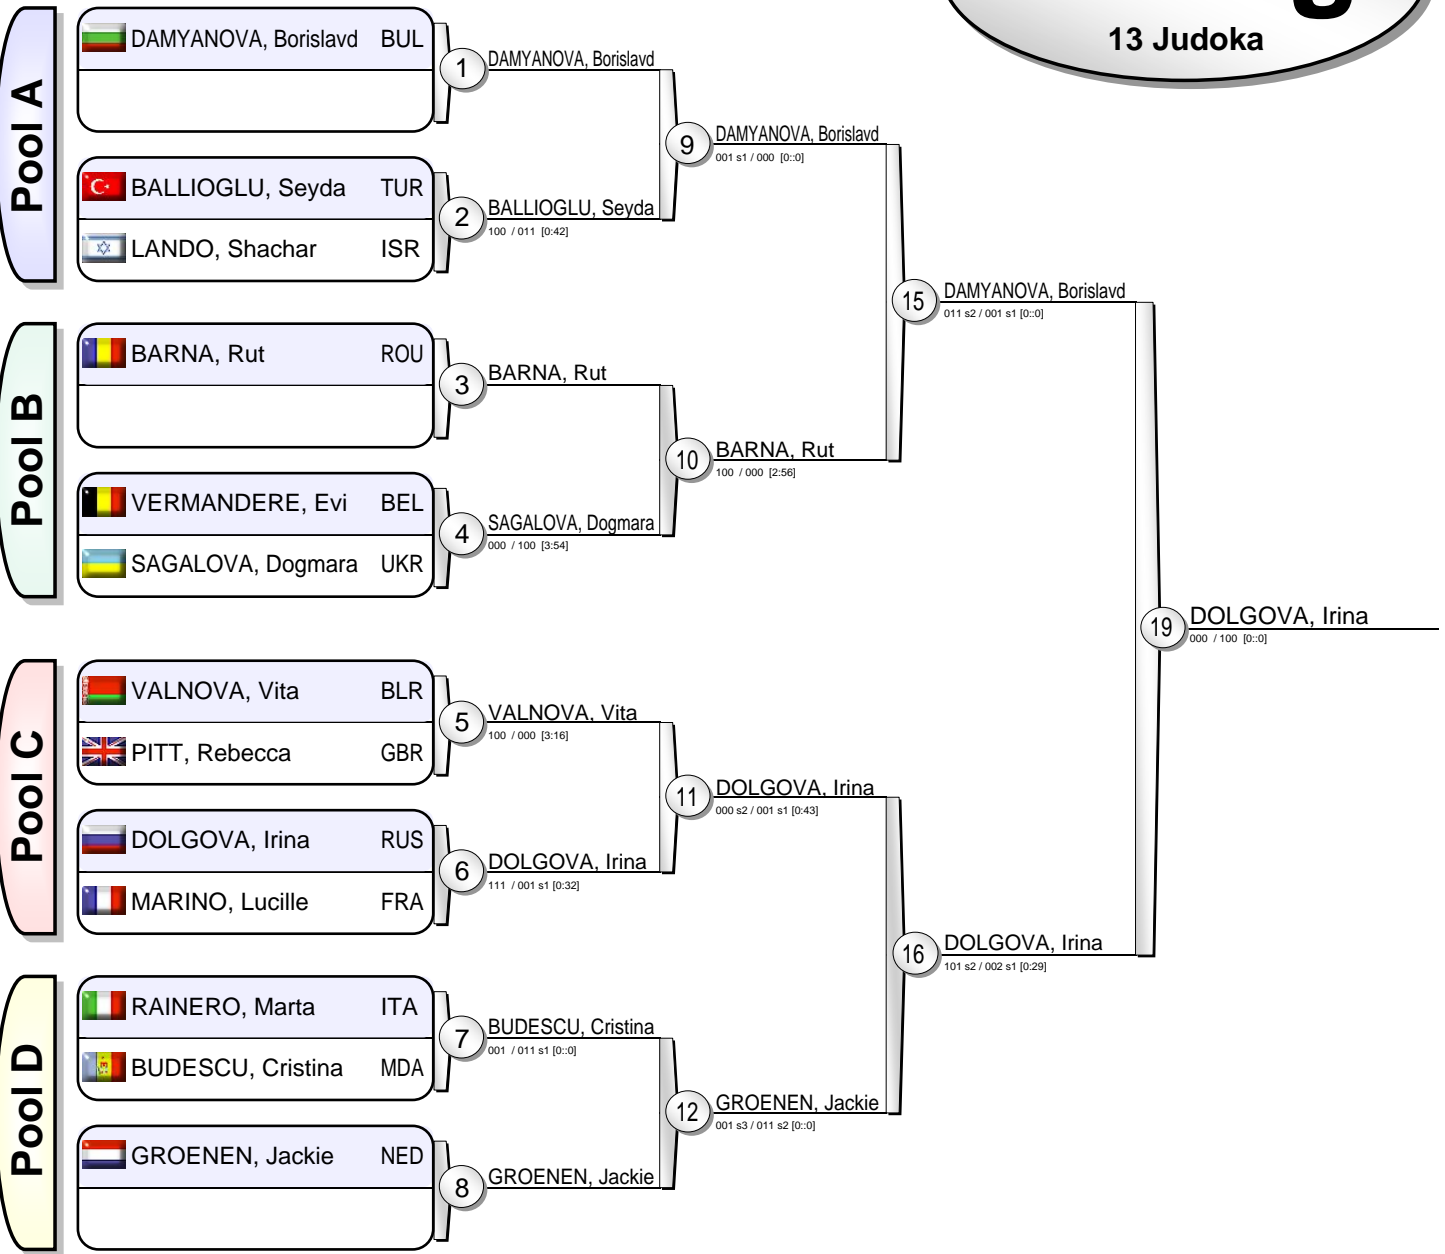 13 Judoka
Pool A
DAMYANOVA, Borislavd BUL
BALLIOGLU, Seyda TUR
LANDO, Shachar ISR
1 DAMYANOVA, Borislavd
2 BALLIOGLU, Seyda
100 / 011 [0:42]
9 DAMYANOVA, Borislavd
001 s1 / 000 [0::0]
Pool B
BARNA, Rut ROU
VERMANDERE, Evi BEL
SAGALOVA, Dogmara UKR
3 BARNA, Rut
4 SAGALOVA, Dogmara
000 / 100 [3:54]
10 BARNA, Rut
100 / 000 [2:56]
15 DAMYANOVA, Borislavd
011 s2 / 001 s1 [0::0]
Pool C
VALNOVA, Vita BLR
PITT, Rebecca GBR
DOLGOVA, Irina RUS
MARINO, Lucille FRA
5 VALNOVA, Vita
100 / 000 [3:16]
6 DOLGOVA, Irina
111 / 001 s1 [0:32]
11 DOLGOVA, Irina
000 s2 / 001 s1 [0:43]
Pool D
RAINERO, Marta ITA
BUDESCU, Cristina MDA
GROENEN, Jackie NED
7 BUDESCU, Cristina
001 / 011 s1 [0::0]
8 GROENEN, Jackie
12 GROENEN, Jackie
001 s3 / 011 s2 [0::0]
16 DOLGOVA, Irina
101 s2 / 002 s1 [0:29]
19 DOLGOVA, Irina
000 / 100 [0::0]